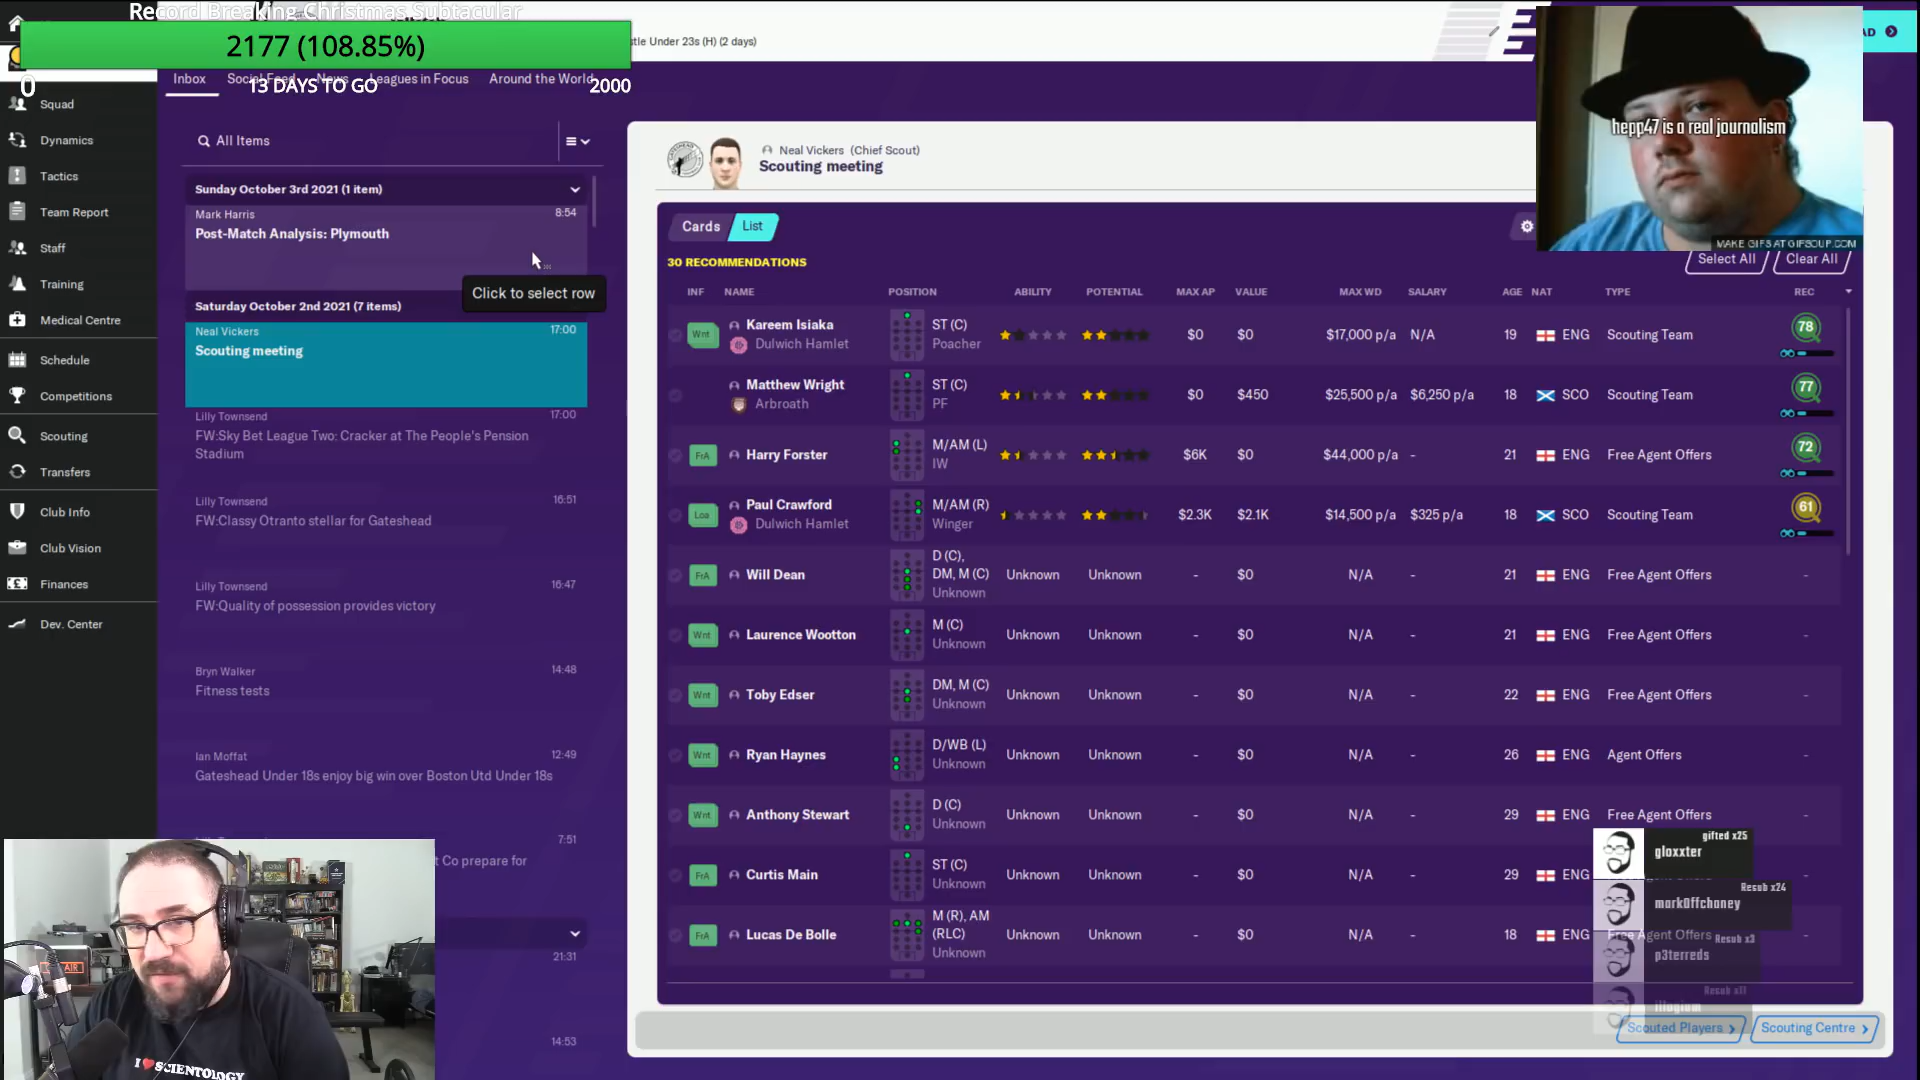 Record Breaking Christmas Subtacular
2177 (108.85%)
0
13 DAYS TO GO
2000
stle Under 23s (H) (2 days)
AD
Inbox
Social Feed
News
Leagues in Focus
Around the World
Squad
Dynamics
Tactics
Team Report
Staff
Training
Medical Centre
Schedule
Competitions
Scouting
Transfers
Club Info
Club Vision
Finances
Dev. Center
All Items
Sunday October 3rd 2021 (1 item)
Mark Harris 8:54
Post-Match Analysis: Plymouth
Click to select row
Saturday October 2nd 2021 (7 items)
Neal Vickers 17:00
Scouting meeting
Lilly Townsend 17:00
FW:Sky Bet League Two: Cracker at The People's Pension
Stadium
Lilly Townsend 16:51
FW:Classy Otranto stellar for Gateshead
Lilly Townsend 16:47
FW:Quality of possession provides victory
Bryn Walker 14:48
Fitness tests
Ian Moffat 12:49
Gateshead Under 18s enjoy big win over Boston Utd Under 18s
7:51
t Co prepare for
21:31
14:53
Neal Vickers (Chief Scout)
Scouting meeting
hepp47 is a real journalism
MAKE GIFS AT GIFSOUP.COM
Cards
List
30 RECOMMENDATIONS
Select All
Clear All
INF NAME POSITION ABILITY POTENTIAL MAX AP VALUE MAX WD SALARY AGE NAT TYPE REC
Wnt Kareem Isiaka ST (C) $0 $0 $17,000 p/a N/A 19 ENG Scouting Team 78
Dulwich Hamlet Poacher
Matthew Wright ST (C) $0 $450 $25,500 p/a $6,250 p/a 18 SCO Scouting Team 77
Arbroath PF
FrA Harry Forster M/AM (L) $6K $0 $44,000 p/a - 21 ENG Free Agent Offers 72
IW
Loa Paul Crawford M/AM (R) $2.3K $2.1K $14,500 p/a $325 p/a 18 SCO Scouting Team 61
Dulwich Hamlet Winger
D (C),
FrA Will Dean DM, M (C) Unknown Unknown - $0 N/A - 21 ENG Free Agent Offers -
Unknown
Wnt Laurence Wootton M (C) Unknown Unknown - $0 N/A - 21 ENG Free Agent Offers -
Unknown
Wnt Toby Edser DM, M (C) Unknown Unknown - $0 N/A - 22 ENG Free Agent Offers -
Unknown
Wnt Ryan Haynes D/WB (L) Unknown Unknown - $0 N/A - 26 ENG Agent Offers -
Unknown
Wnt Anthony Stewart D (C) Unknown Unknown - $0 N/A - 29 ENG Free Agent Offers
Unknown
FrA Curtis Main ST (C) Unknown Unknown - $0 N/A - 29 ENG
Unknown
M (R), AM
FrA Lucas De Bolle (RLC) Unknown Unknown - $0 N/A - 18 ENG Free Agent Offers -
Unknown
gifted x25
gloxxter
Resub x24
mark0ffchaney
Resub x3
p3terreds
Resub x11
Scouted Players
Scouting Centre
ON AIR
I ❤ SCIENTOLOGY